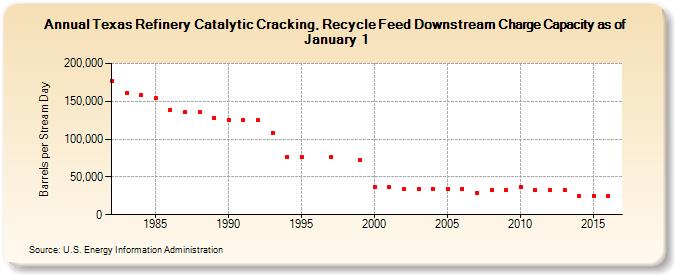 Annual Texas Refinery Catalytic Cracking, Recycle Feed Downstream Charge Capacity as of
January 1
Barrels per Stream Day
200,000
150,000
100,000
50,000
0
1985 1990 1995 2000 2005 2010 2015
Source: U.S. Energy Information Administration